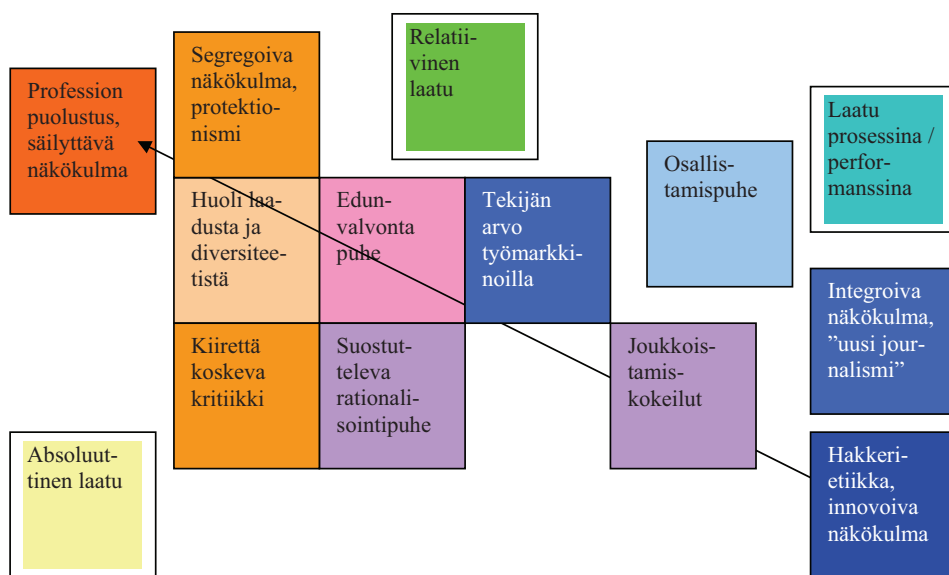 Profession
puolustus,
säilyttävä
näkökulma
Segregoiva
näkökulma,
protektio-
nismi
Relatii-
vinen
laatu
Laatu
prosessina /
perfor-
manssina
Osallis-
tamispuhe
Huoli laa-
dusta ja
diversitee-
tistä
Edun-
valvonta
puhe
Tekijän
arvo
työmarkki-
noilla
Integroiva
näkökulma,
”uusi jour-
nalismi”
Kiirettä
koskeva
kritiikki
Suostut-
televa
rationali-
sointipuhe
Joukkois-
tamis-
kokeilut
Absoluut-
tinen laatu
Hakkeri-
etiikka,
innovoiva
näkökulma